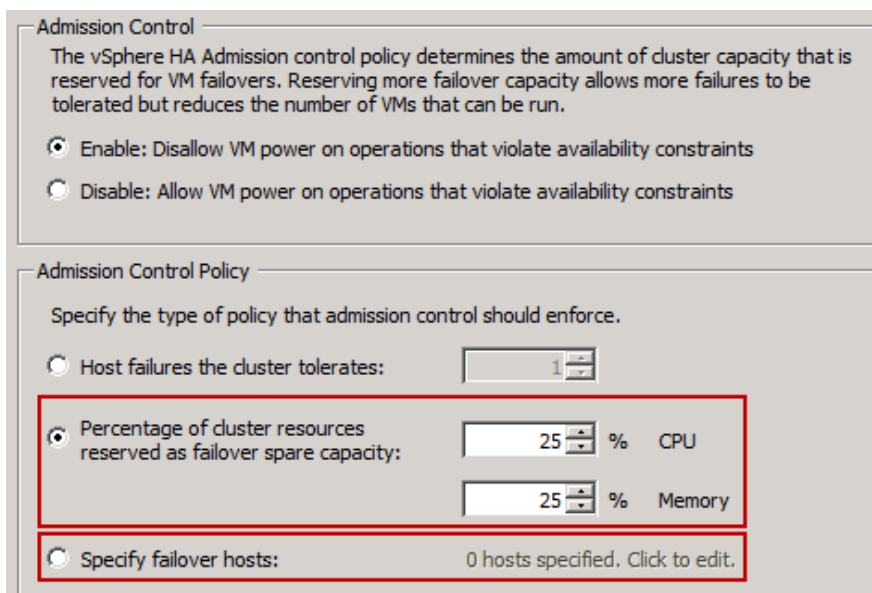 Admission Control
The vSphere HA Admission control policy determines the amount of cluster capacity that is
reserved for VM failovers. Reserving more failover capacity allows more failures to be
tolerated but reduces the number of VMs that can be run.
Enable: Disallow VM power on operations that violate availability constraints
Disable: Allow VM power on operations that violate availability constraints
Admission Control Policy
Specify the type of policy that admission control should enforce.
Host failures the cluster tolerates: 1
Percentage of cluster resources
reserved as failover spare capacity: 25 % CPU
25 % Memory
Specify failover hosts: 0 hosts specified. Click to edit.